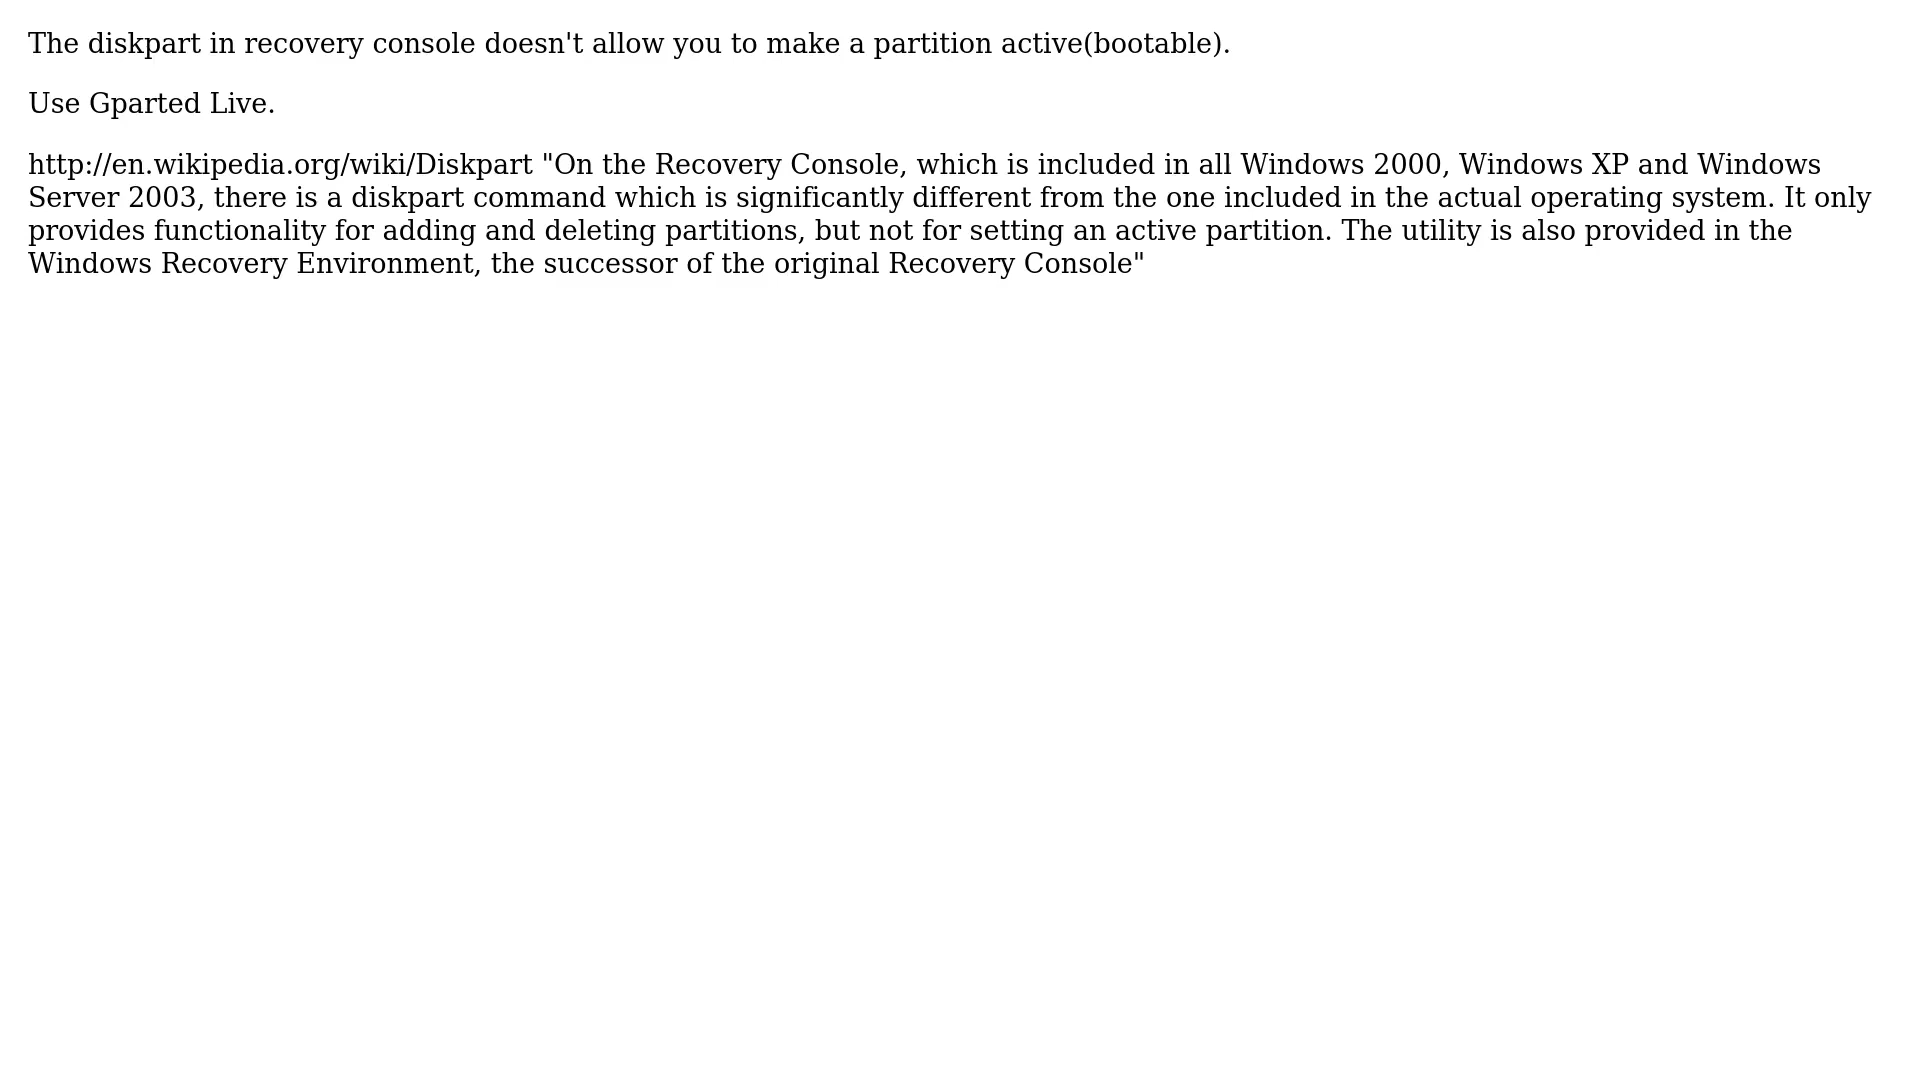 The diskpart in recovery console doesn't allow you to make a partition active(bootable).
Use Gparted Live.
http://en.wikipedia.org/wiki/Diskpart "On the Recovery Console, which is included in all Windows 2000, Windows XP and Windows
Server 2003, there is a diskpart command which is significantly different from the one included in the actual operating system. It only
provides functionality for adding and deleting partitions, but not for setting an active partition. The utility is also provided in the
Windows Recovery Environment, the successor of the original Recovery Console"